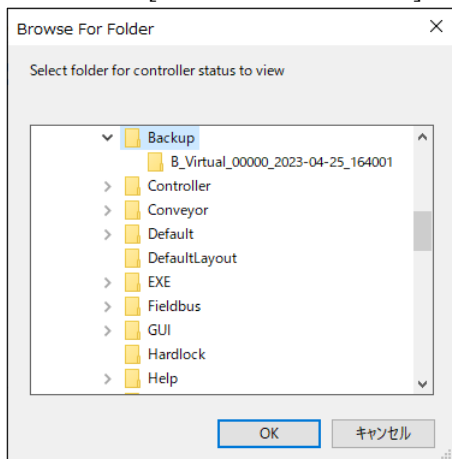 Browse For Folder
Select folder for controller status to view
Backup
B_Virtual_00000_2023-04-25_164001
Controller
Conveyor
Default
DefaultLayout
EXE
Fieldbus
GUI
Hardlock
Help
OK
キャンセル